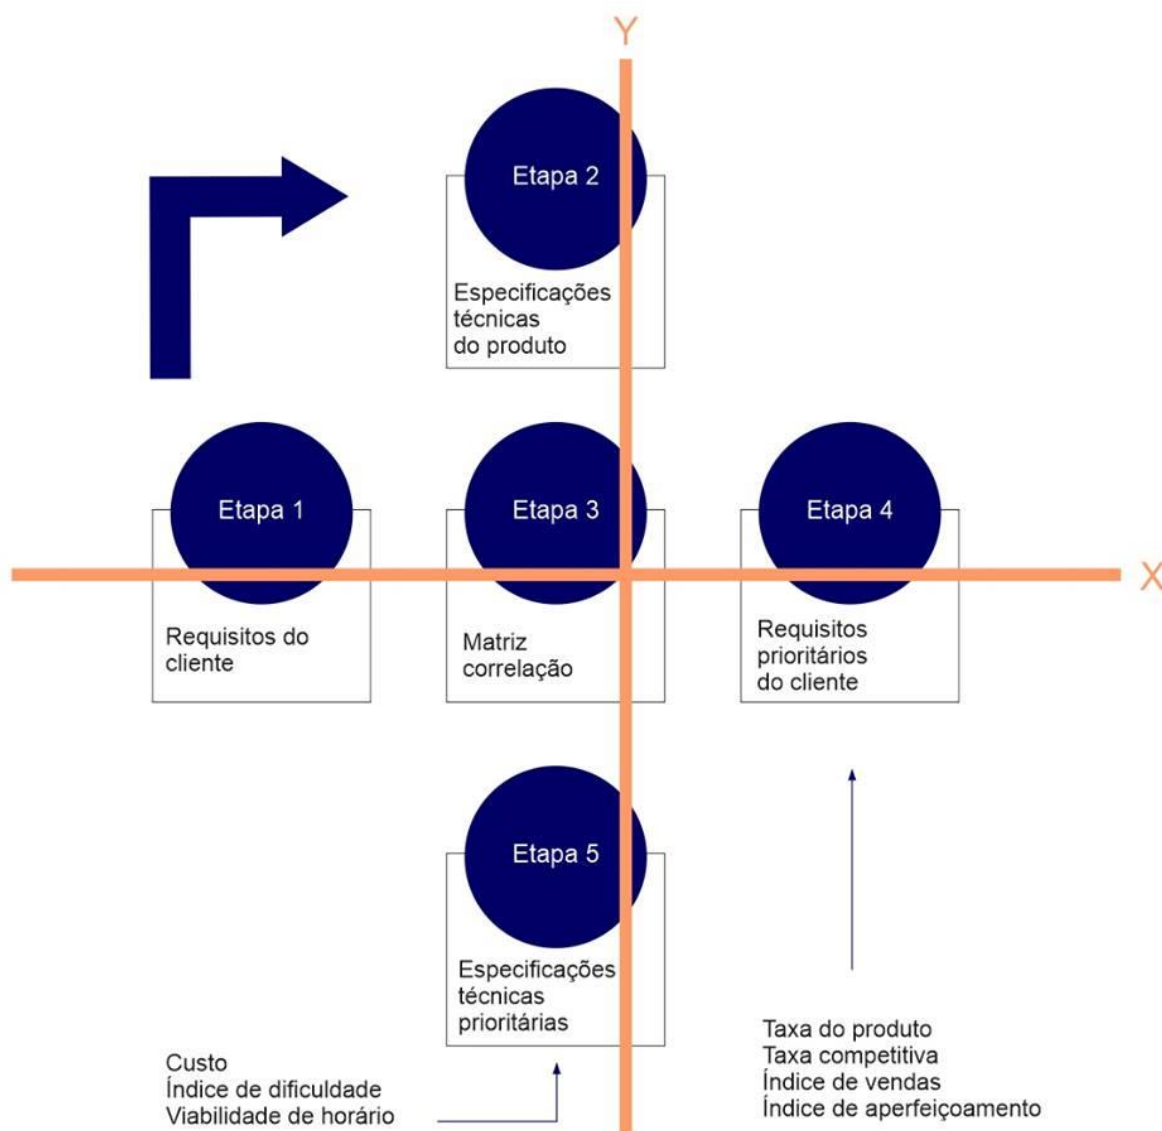 Y
Etapa 2
Especificações
técnicas
do produto
Etapa 1
Etapa 3
Etapa 4
X
Requisitos do
cliente
Matriz
correlação
Requisitos
prioritários
do cliente
Etapa 5
Especificações
técnicas
prioritárias
Custo
Índice de dificuldade
Viabilidade de horário
Taxa do produto
Taxa competitiva
Índice de vendas
Índice de aperfeiçoamento